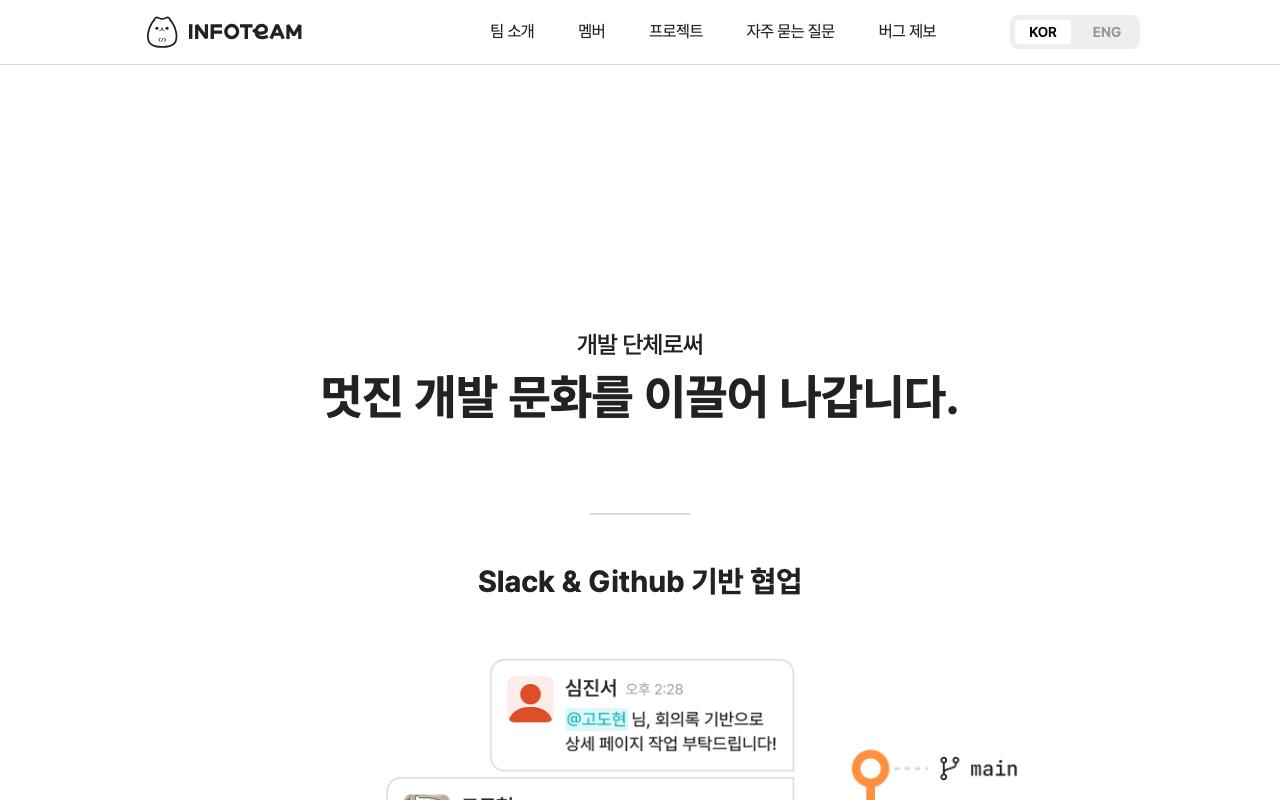 INFOTEAM
팀 소개
멤버
프로젝트
자주 묻는 질문
버그 제보
KOR
ENG
개발 단체로써
멋진 개발 문화를 이끌어 나갑니다.
Slack & Github 기반 협업
심진서 오후 2:28
@고도현 님, 회의록 기반으로
상세 페이지 작업 부탁드립니다!
main